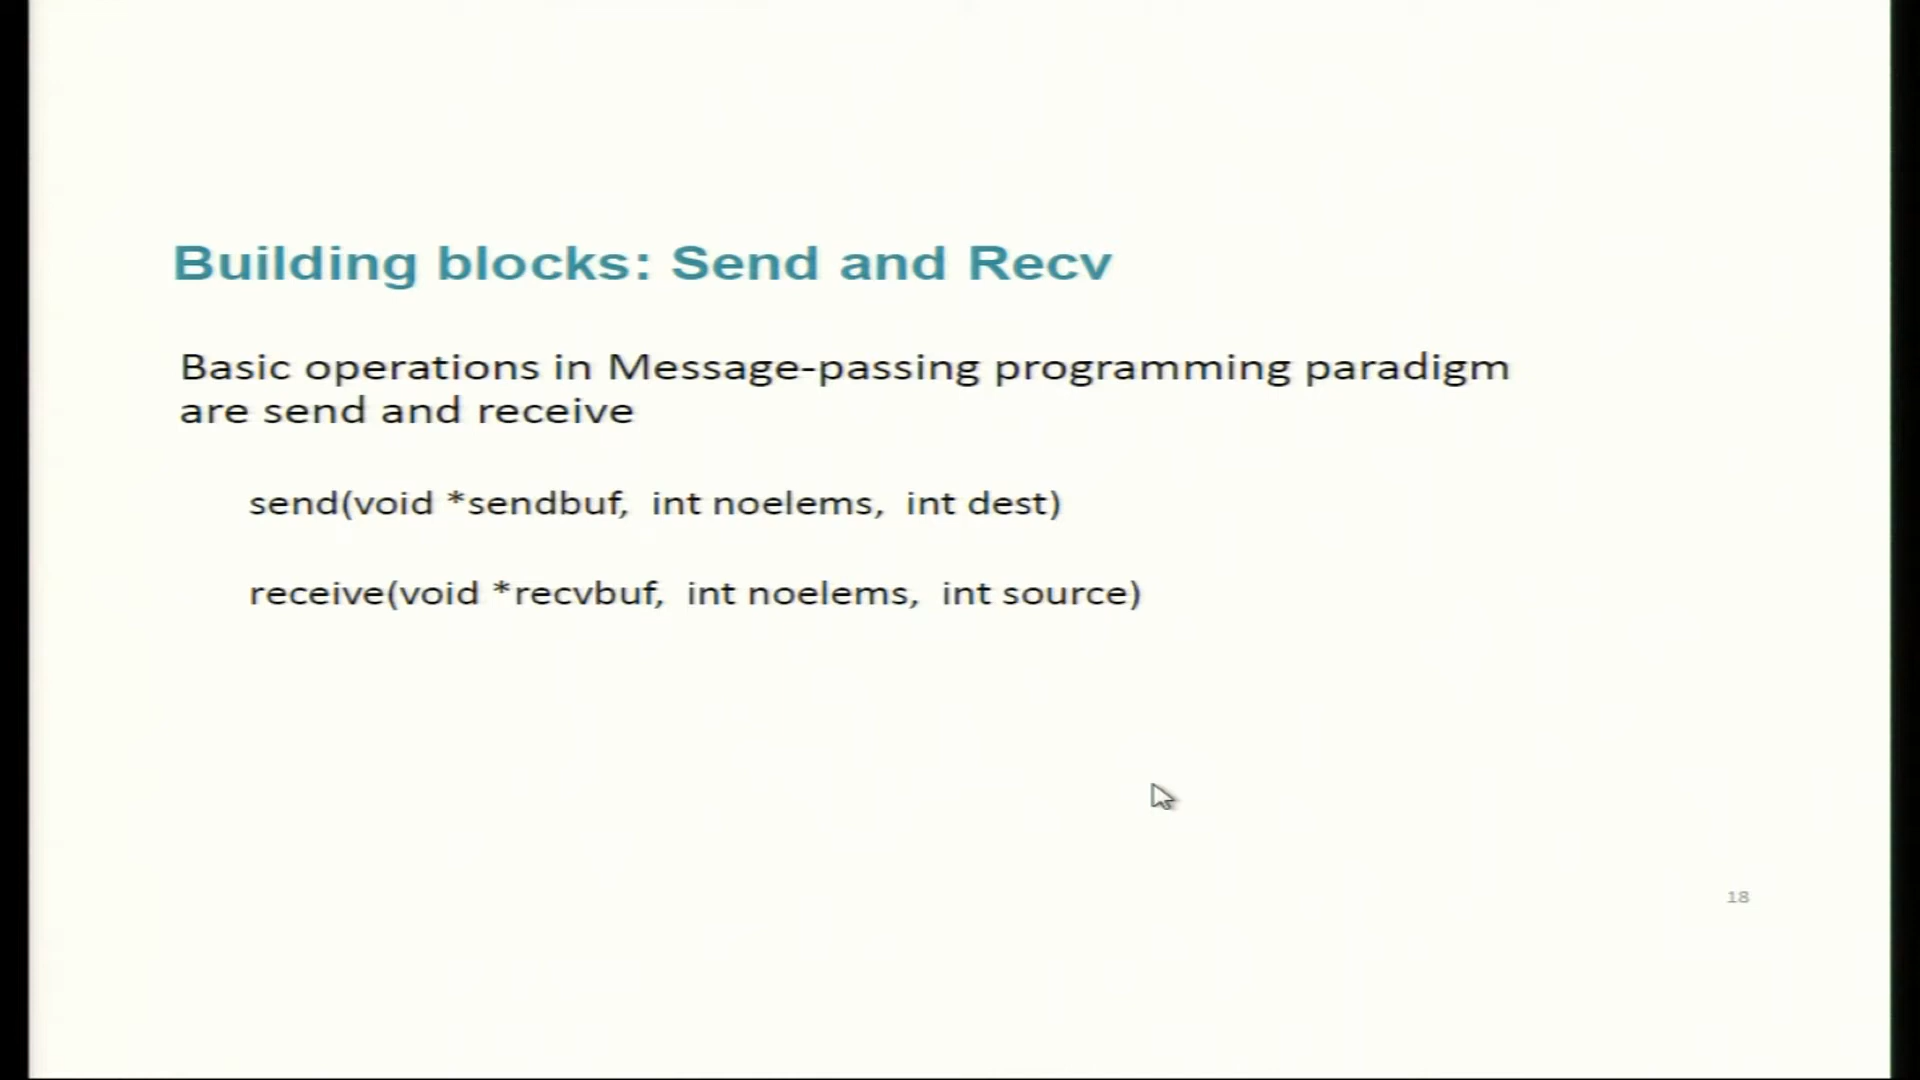 Building blocks: Send and Recv
Basic operations in Message-passing programming paradigm
are send and receive
send(void *sendbuf, int noelems, int dest)
receive(void *recvbuf, int noelems, int source)
18